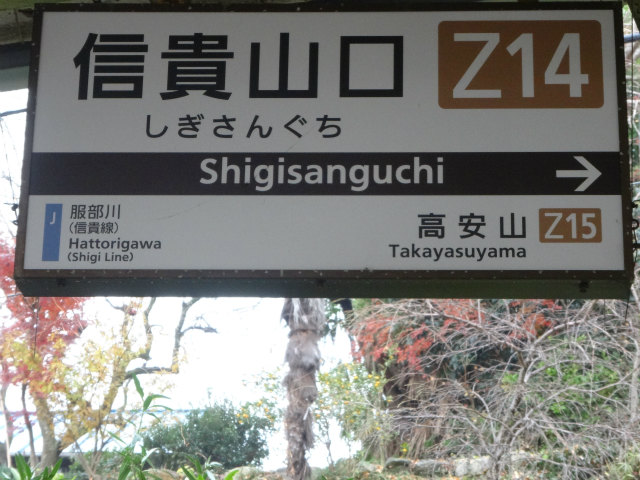 信貴山口 Z14
しぎさんぐち
Shigisanguchi →
J 服部川
(信貴線)
Hattorigawa
(Shigi Line)
高安山 Z15
Takayasuyama